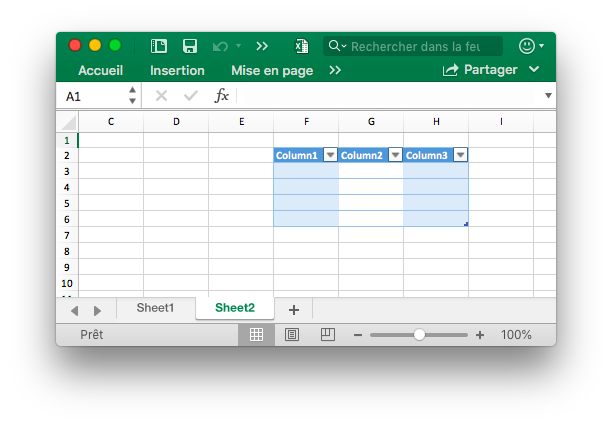 Rechercher dans la feu
Accueil Insertion Mise en page >> Partager
A1 fx
C D E F G H I
1
2 Column1 Column2 Column3
3
4
5
6
7
8
9
10
Sheet1 Sheet2 +
Prêt 100%